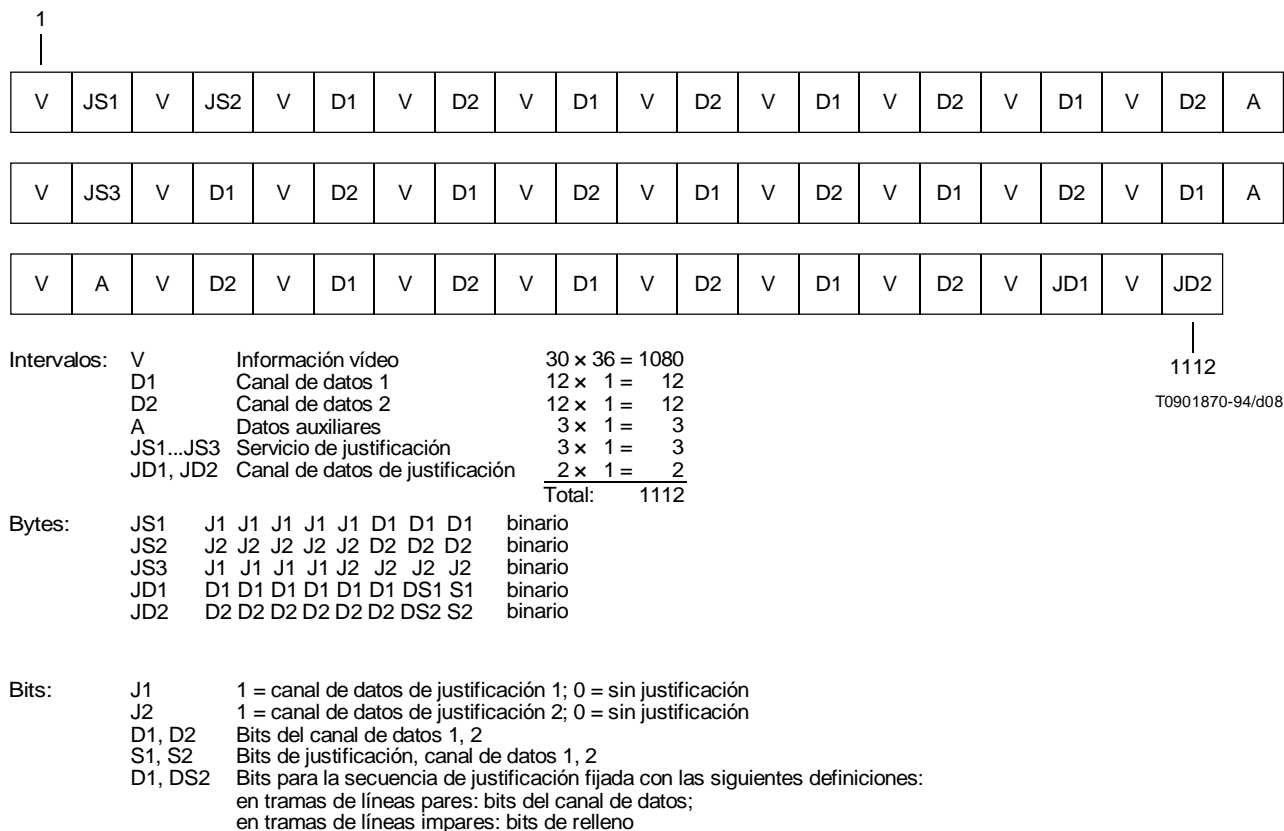 1
V JS1 V JS2 V D1 V D2 V D1 V D2 V D1 V D2 V D1 V D2 A
V JS3 V D1 V D2 V D1 V D2 V D1 V D2 V D1 V D2 V D1 A
V A V D2 V D1 V D2 V D1 V D2 V D1 V D2 V JD1 V JD2
1112
T0901870-94/d08
Intervalos: V Información vídeo 30 × 36 = 1080
D1 Canal de datos 1 12 × 1 = 12
D2 Canal de datos 2 12 × 1 = 12
A Datos auxiliares 3 × 1 = 3
JS1...JS3 Servicio de justificación 3 × 1 = 3
JD1, JD2 Canal de datos de justificación 2 × 1 = 2
Total: 1112
Bytes: JS1 J1 J1 J1 J1 J1 D1 D1 D1 binario
JS2 J2 J2 J2 J2 J2 D2 D2 D2 binario
JS3 J1 J1 J1 J1 J2 J2 J2 J2 binario
JD1 D1 D1 D1 D1 D1 D1 DS1 S1 binario
JD2 D2 D2 D2 D2 D2 D2 DS2 S2 binario
Bits: J1 1 = canal de datos de justificación 1; 0 = sin justificación
J2 1 = canal de datos de justificación 2; 0 = sin justificación
D1, D2 Bits del canal de datos 1, 2
S1, S2 Bits de justificación, canal de datos 1, 2
D1, DS2 Bits para la secuencia de justificación fijada con las siguientes definiciones:
en tramas de líneas pares: bits del canal de datos;
en tramas de líneas impares: bits de relleno